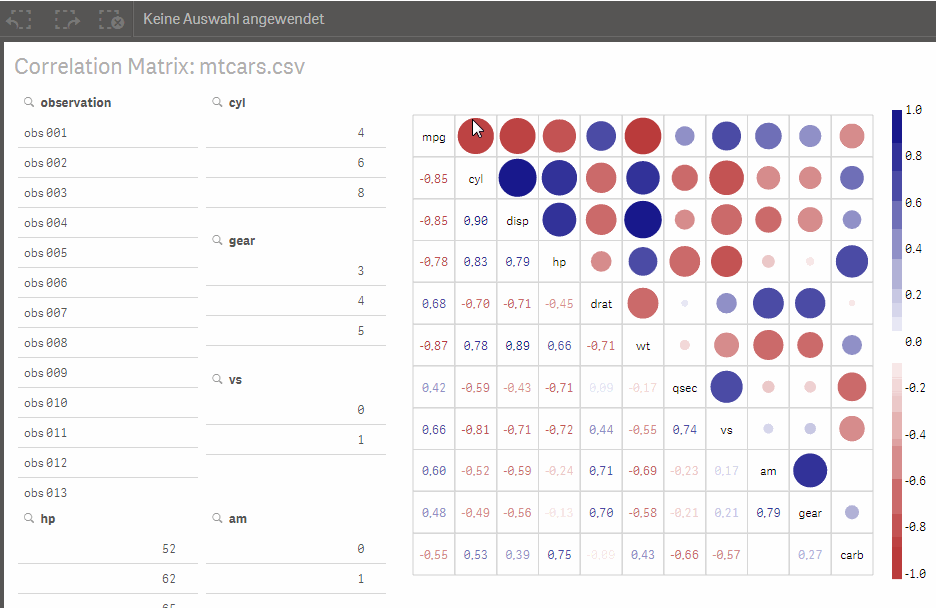 Keine Auswahl angewendet
Correlation Matrix: mtcars.csv
observation
obs 001
obs 002
obs 003
obs 004
obs 005
obs 006
obs 007
obs 008
obs 009
obs 010
obs 011
obs 012
obs 013
hp
52
62
65
cyl
4
6
8
gear
3
4
5
vs
0
1
am
0
1
mpg
-0,85 cyl
-0,85 0,90 disp
-0,78 0,83 0,79 hp
0,68 -0,70 -0,71 -0,45 drat
-0,87 0,78 0,89 0,66 -0,71 wt
0,42 -0,59 -0,43 -0,71 0,09 -0,17 qsec
0,66 -0,81 -0,71 -0,72 0,44 -0,55 0,74 vs
0,60 -0,52 -0,59 -0,24 0,71 -0,69 -0,23 0,17 am
0,48 -0,49 -0,56 -0,13 0,70 -0,58 -0,21 0,21 0,79 gear
-0,55 0,53 0,39 0,75 -0,09 0,43 -0,66 -0,57 0,27 carb
1.0
0.8
0.6
0.4
0.2
0.0
-0.2
-0.4
-0.6
-0.8
-1.0